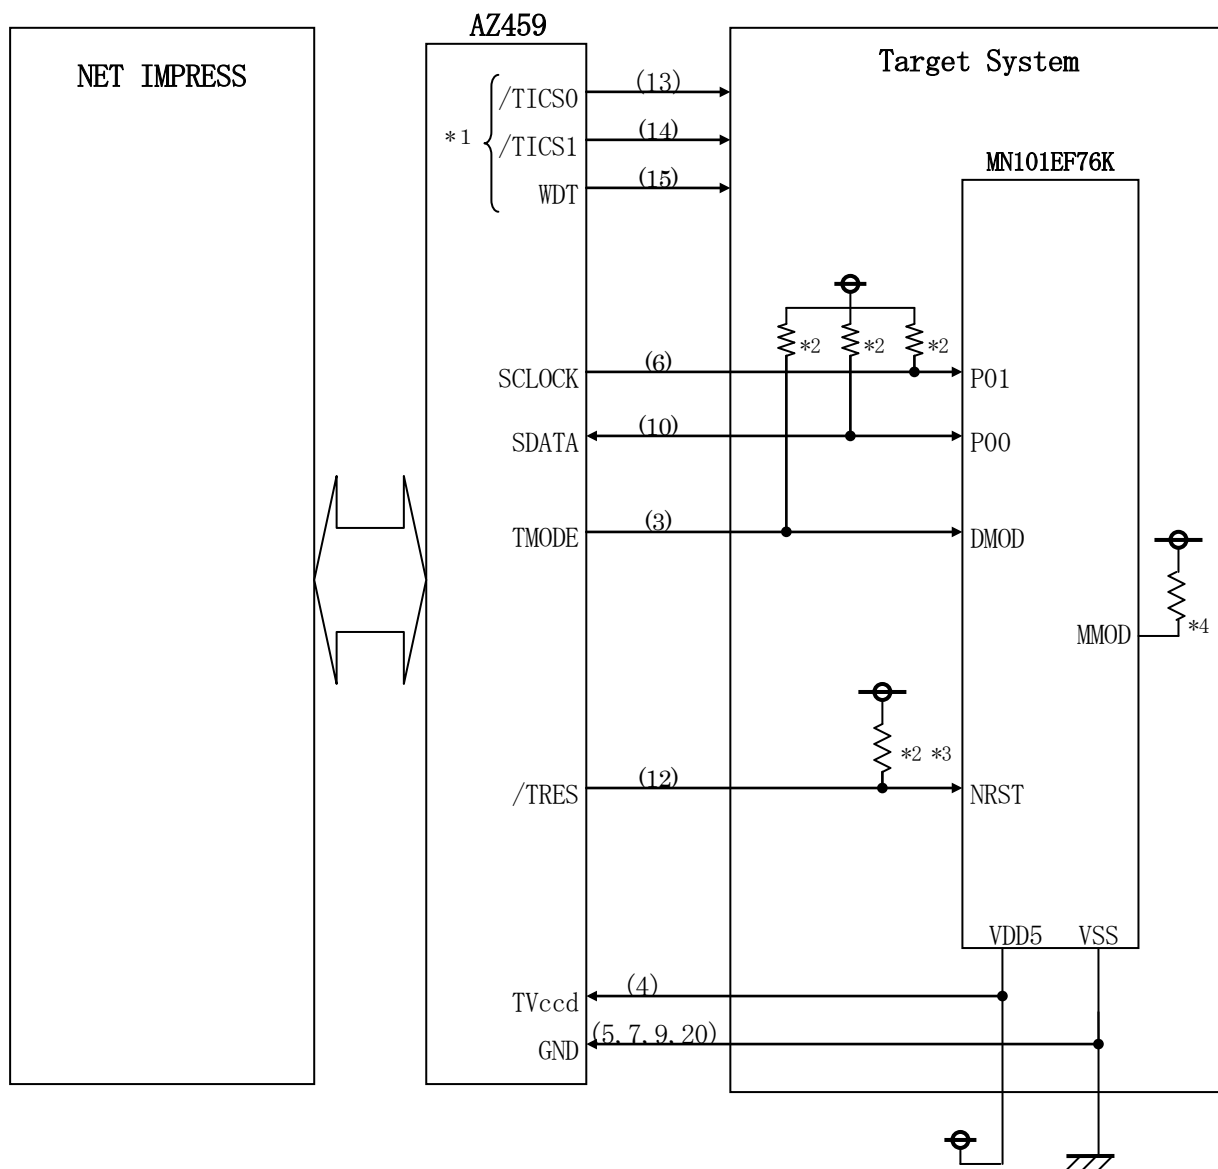 AZ459
NET IMPRESS
Target System
/TICS0
(13)
*1
/TICS1
(14)
WDT
(15)
MN101EF76K
*2
*2
*2
SCLOCK
(6)
P01
SDATA
(10)
P00
TMODE
(3)
DMOD
MMOD
*4
*2 *3
/TRES
(12)
NRST
VDD5
VSS
TVccd
(4)
GND
(5,7,9,20)